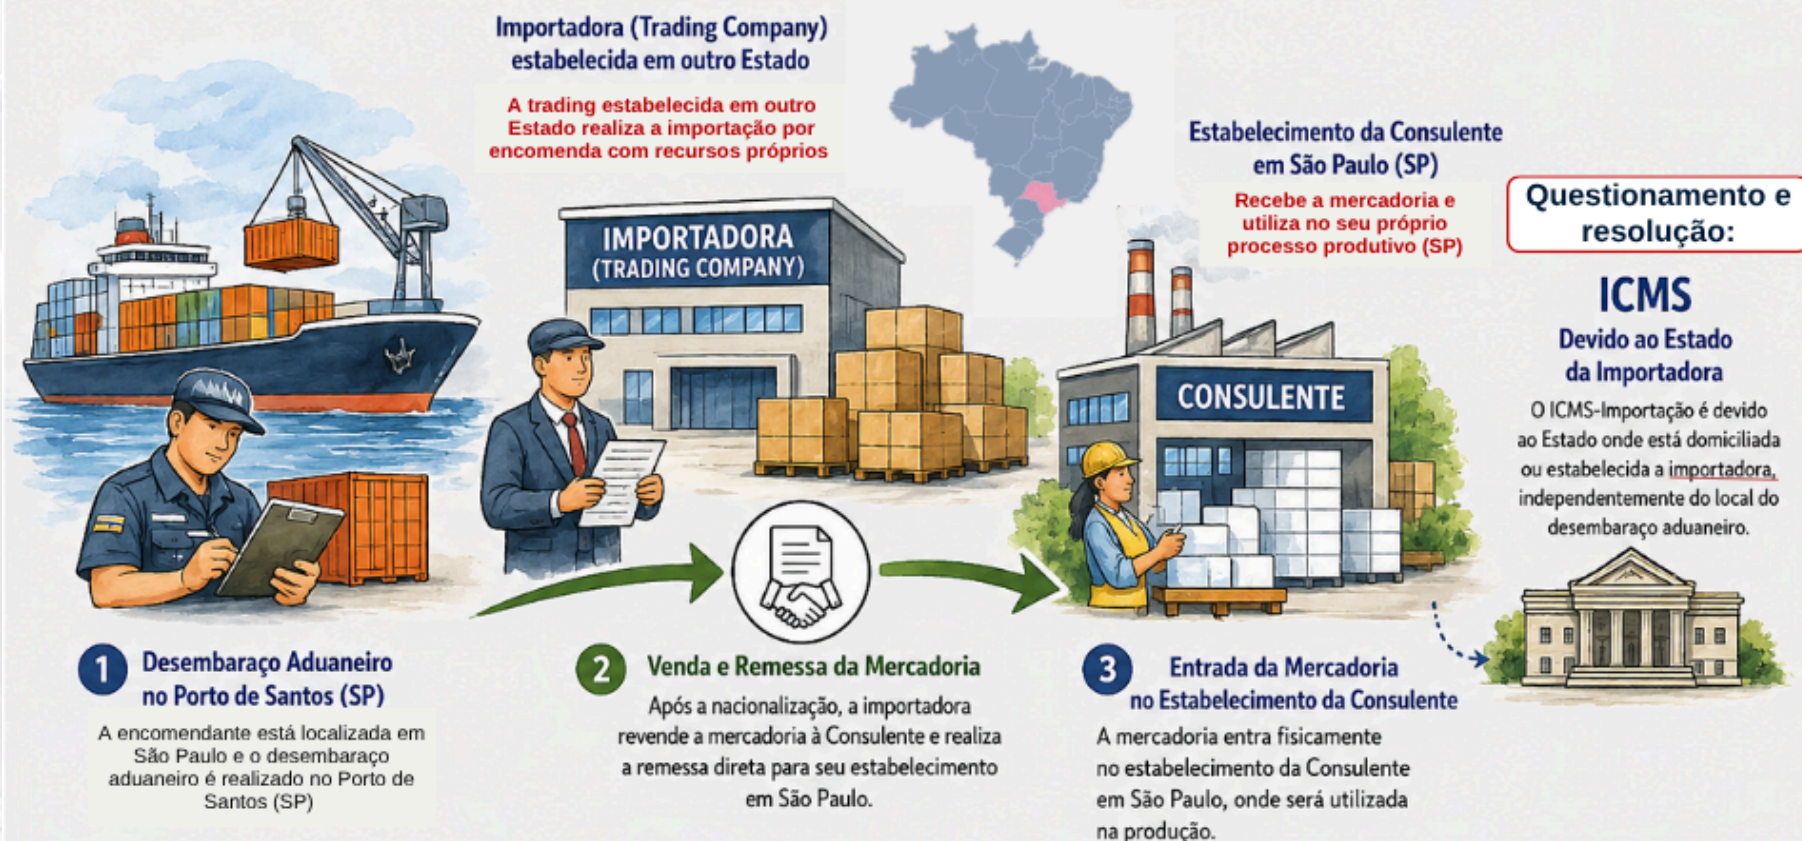 Importadora (Trading Company)
estabelecida em outro Estado
A trading estabelecida em outro
Estado realiza a importação por
encomenda com recursos próprios
IMPORTADORA
(TRADING COMPANY)
Estabelecimento da Consulente
em São Paulo (SP)
Recebe a mercadoria e
utiliza no seu próprio
processo produtivo (SP)
CONSULENTE
Questionamento e
resolução:
ICMS
Devido ao Estado
da Importadora
O ICMS-Importação é devido
ao Estado onde está domiciliada
ou estabelecida a importadora,
independentemente do local do
desembaraço aduaneiro.
1 Desembaraço Aduaneiro
no Porto de Santos (SP)
A encomendante está localizada em
São Paulo e o desembaraço
aduaneiro é realizado no Porto de
Santos (SP)
2 Venda e Remessa da Mercadoria
Após a nacionalização, a importadora
revende a mercadoria à Consulente e realiza
a remessa direta para seu estabelecimento
em São Paulo.
3 Entrada da Mercadoria
no Estabelecimento da Consulente
A mercadoria entra fisicamente
no estabelecimento da Consulente
em São Paulo, onde será utilizada
na produção.